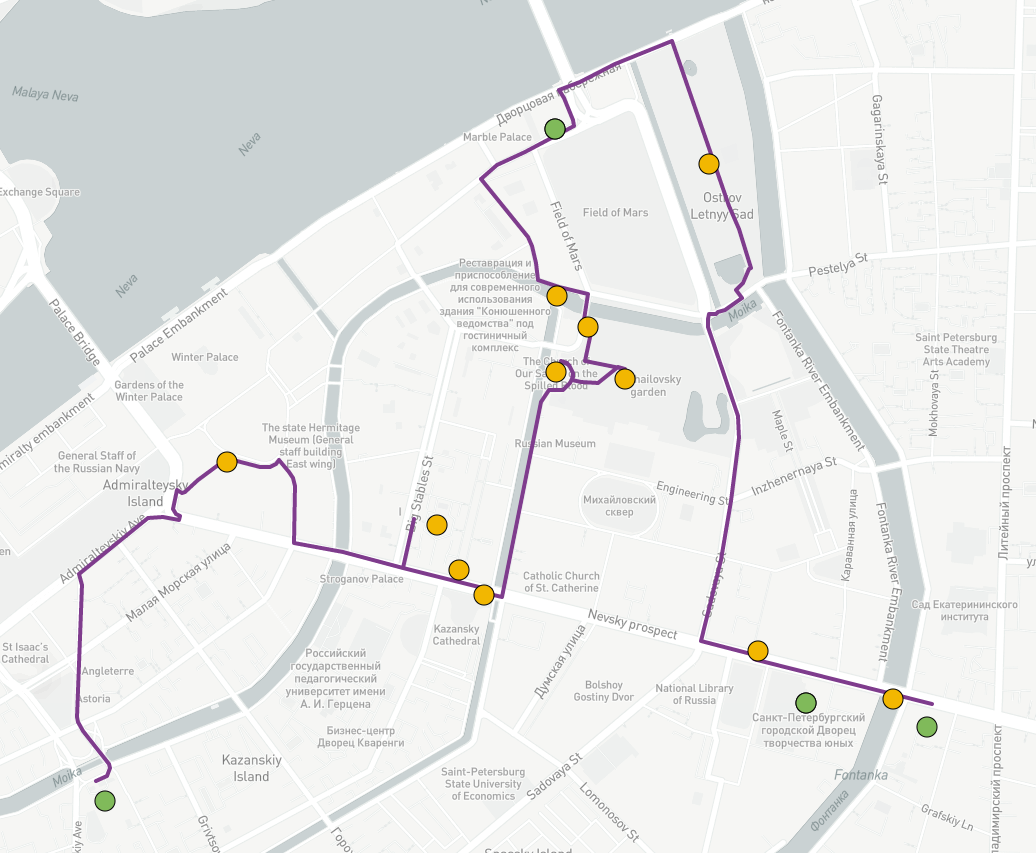 Malaya Neva
Neva
Neva
Exchange Square
Palace Bridge
Palace Embankment
Дворцовая набережная
Marble Palace
Field of Mars
Field of Mars
Ostrov
Letnyy Sad
Gagarinskaya St
Pestelya St
Moika
Fontanka River Embankment
Saint Petersburg
State Theatre
Arts Academy
Mokhovaya St
Реставрация и
приспособление
для современного
использования
здания "Конюшенного
ведомства" под
гостиничный
комплекс
Winter Palace
Gardens of the
Winter Palace
The Church of
Our Savior on the
Spilled Blood
hailovsky
garden
Maple St
Russian Museum
Inzhenernaya St
Engineering St
Михайловский
сквер
The state Hermitage
Museum (General
staff building
East wing)
miralty embankment
General Staff of
the Russian Navy
Admiralteysky
Island
Big Stables St
Admiralteyskiy Ave
Малая Морская улица
Stroganov Palace
Catholic Church
of St. Catherine
Nevsky prospect
Sadovaya St
Караванная улица
Fontanka River Embankment
Литейный проспект
Сад Екатерининского
института
Kazansky
Cathedral
Думская улица
St Isaac's
Cathedral
Angleterre
Astoria
Российский
государственный
педагогический
университет имени
А. И. Герцена
Бизнес-центр
Дворец Кваренги
Bolshoy
Gostiny Dvor
National Library
of Russia
Санкт-Петербургский
городской Дворец
творчества юных
Kazanskiy
Island
Moika
Saint-Petersburg
State University
of Economics
Sadovaya St
Lomonosov St
Fontanka
Фонтанка
Grafskiy Ln
ладимирский проспект
Grivtsov
Горох
kiy Ave
Spassky Island